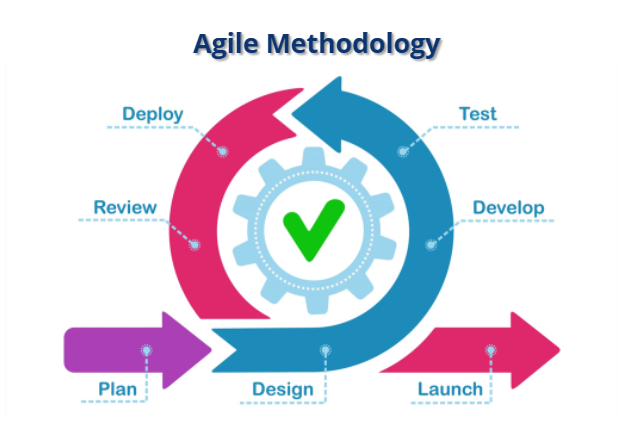 Agile Methodology
Deploy
Test
Review
Develop
Plan
Design
Launch